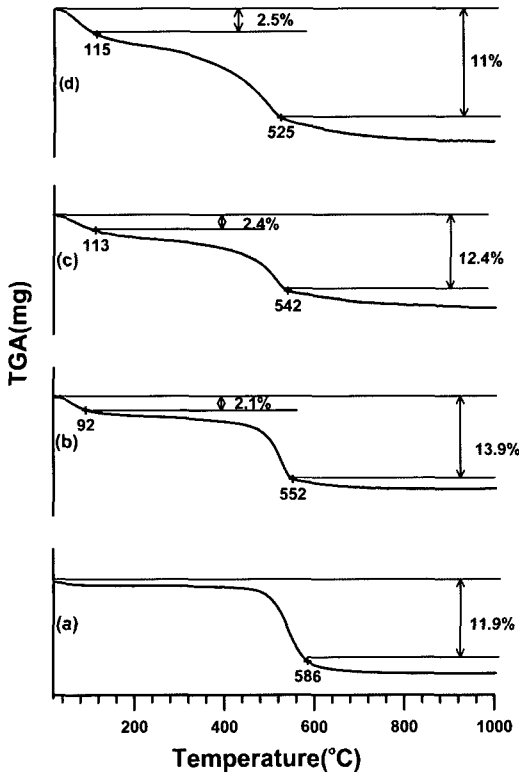 2.5%
115
11%
(d)
525
2.4%
113
(c)
12.4%
542
2.1%
92
(b)
13.9%
552
(a)
11.9%
586
TGA(mg)
200 400 600 800 1000
Temperature(°C)